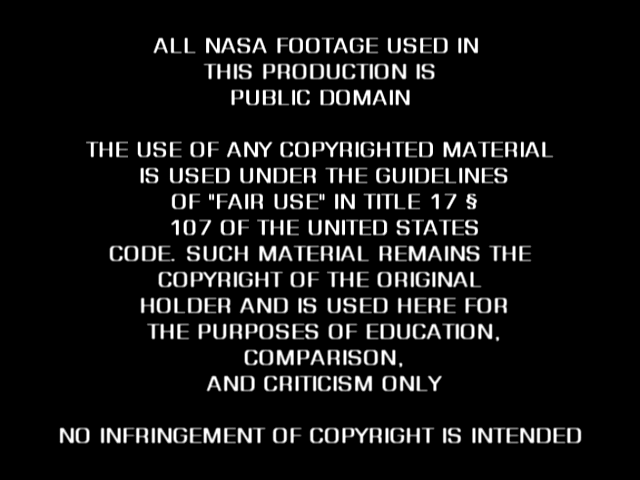 ALL NASA FOOTAGE USED IN
THIS PRODUCTION IS
PUBLIC DOMAIN
THE USE OF ANY COPYRIGHTED MATERIAL
IS USED UNDER THE GUIDELINES
OF "FAIR USE" IN TITLE 17 §
107 OF THE UNITED STATES
CODE. SUCH MATERIAL REMAINS THE
COPYRIGHT OF THE ORIGINAL
HOLDER AND IS USED HERE FOR
THE PURPOSES OF EDUCATION,
COMPARISON,
AND CRITICISM ONLY
NO INFRINGEMENT OF COPYRIGHT IS INTENDED